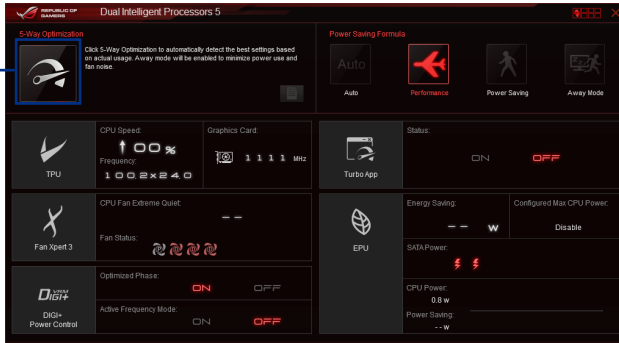 REPUBLIC OF
GAMERS
Dual Intelligent Processors 5
5-Way Optimization
Click 5-Way Optimization to automatically detect the best settings based
on actual usage. Away mode will be enabled to minimize power use and
fan noise.
Power Saving Formula
Auto
Auto
Performance
Power Saving
Away Mode
TPU
CPU Speed:
00 %
Frequency:
100.2x24.0
Graphics Card:
1111 MHz
Turbo App
Status:
ON OFF
Fan Xpert 3
CPU Fan Extreme Quiet:
--
Fan Status:
EPU
Energy Saving:
-- w
Configured Max CPU Power:
Disable
SATA Power:
CPU Power:
0.8 w
Power Saving:
-- w
DIGI+ VRM
DIGI+
Power Control
Optimized Phase:
ON OFF
Active Frequency Mode:
ON OFF